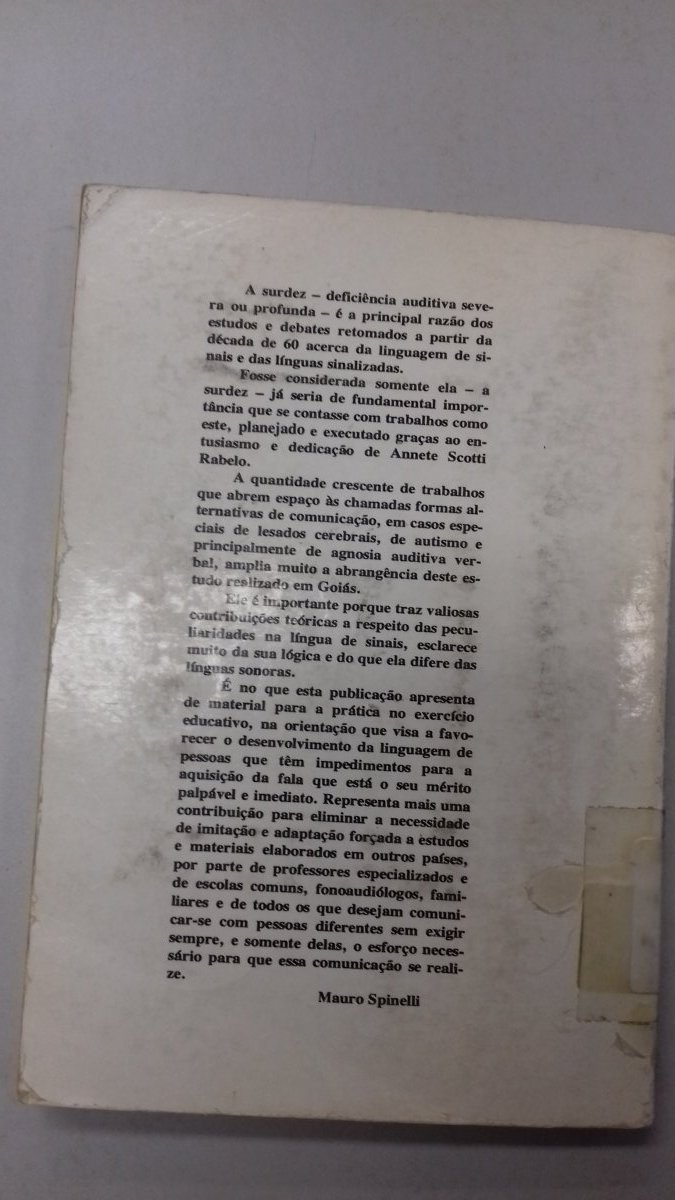 A surdez – deficiência auditiva seve-
ra ou profunda – é a principal razão dos
estudos e debates retomados a partir da
década de 60 acerca da linguagem de si-
nais e das línguas sinalizadas.
Fosse considerada somente ela – a
surdez – já seria de fundamental impor-
tância que se contasse com trabalhos como
este, planejado e executado graças ao en-
tusiasmo e dedicação de Annete Scotti
Rabelo.
A quantidade crescente de trabalhos
que abrem espaço às chamadas formas al-
ternativas de comunicação, em casos espe-
ciais de lesados cerebrais, de autismo e
principalmente de agnosia auditiva ver-
bal, amplia muito a abrangência deste es-
tudo realizado em Goiás.
Ele é importante porque traz valiosas
contribuições teóricas a respeito das pecu-
liaridades na língua de sinais, esclarece
muito da sua lógica e do que ela difere das
línguas sonoras.
É no que esta publicação apresenta
de material para a prática no exercício
educativo, na orientação que visa a favo-
recer o desenvolvimento da linguagem de
pessoas que têm impedimentos para a
aquisição da fala que está o seu mérito
palpável e imediato. Representa mais uma
contribuição para eliminar a necessidade
de imitação e adaptação forçada a estudos
e materiais elaborados em outros países,
por parte de professores especializados e
de escolas comuns, fonoaudiólogos, fami-
liares e de todos os que desejam comuni-
car-se com pessoas diferentes sem exigir
sempre, e somente delas, o esforço neces-
sário para que essa comunicação se reali-
ze.
Mauro Spinelli